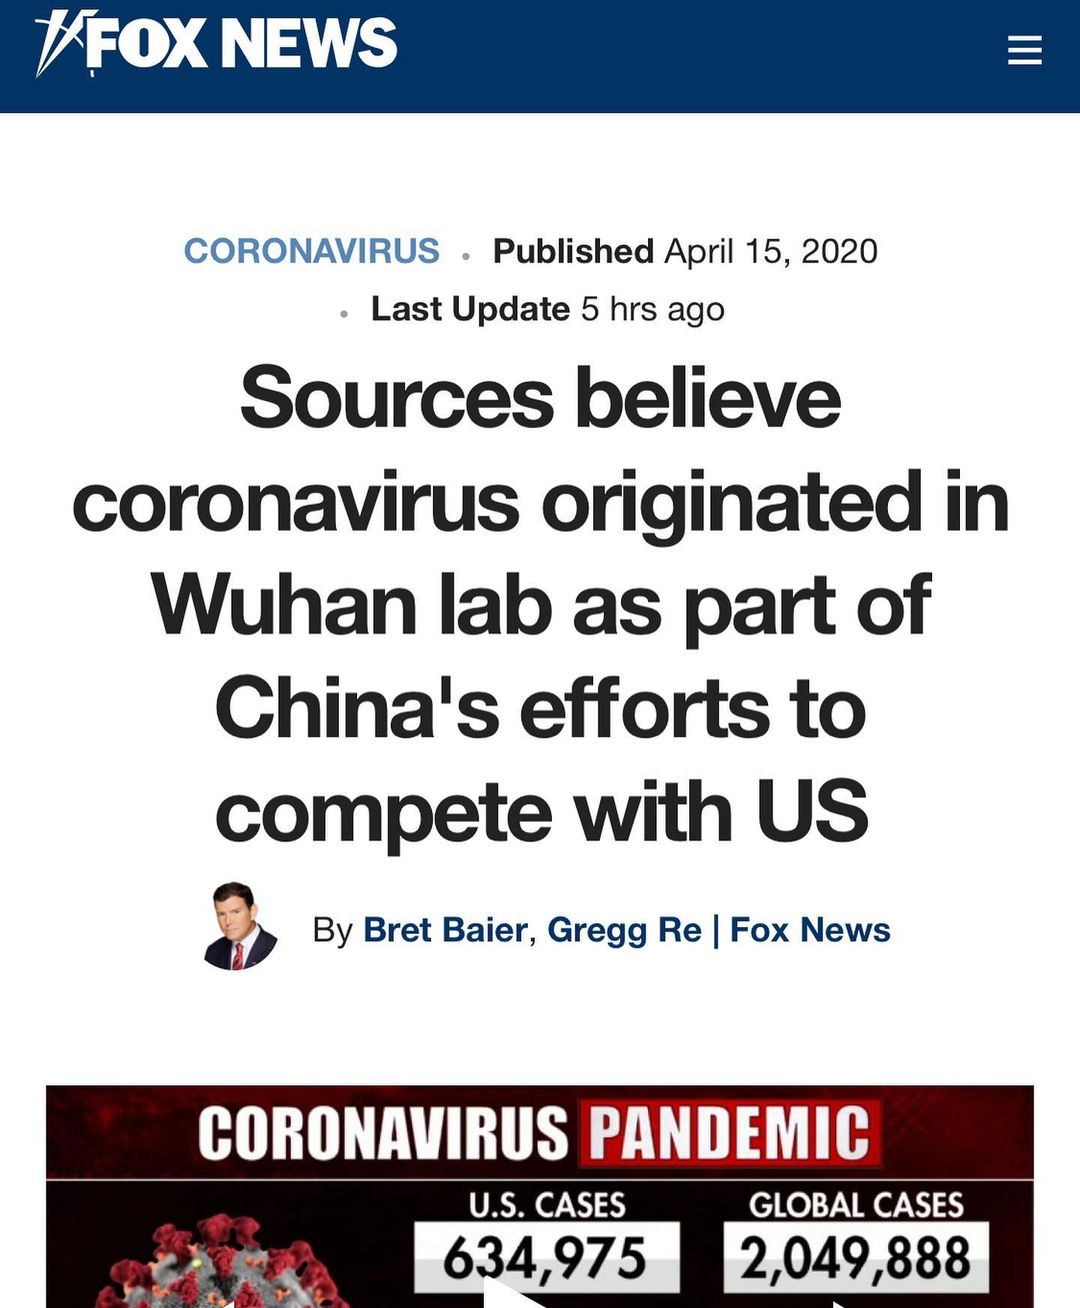 FOX NEWS
CORONAVIRUS • Published April 15, 2020
• Last Update 5 hrs ago
Sources believe
coronavirus originated in
Wuhan lab as part of
China's efforts to
compete with US
By Bret Baier, Gregg Re | Fox News
CORONAVIRUS PANDEMIC
U.S. CASES GLOBAL CASES
634,975 2,049,888